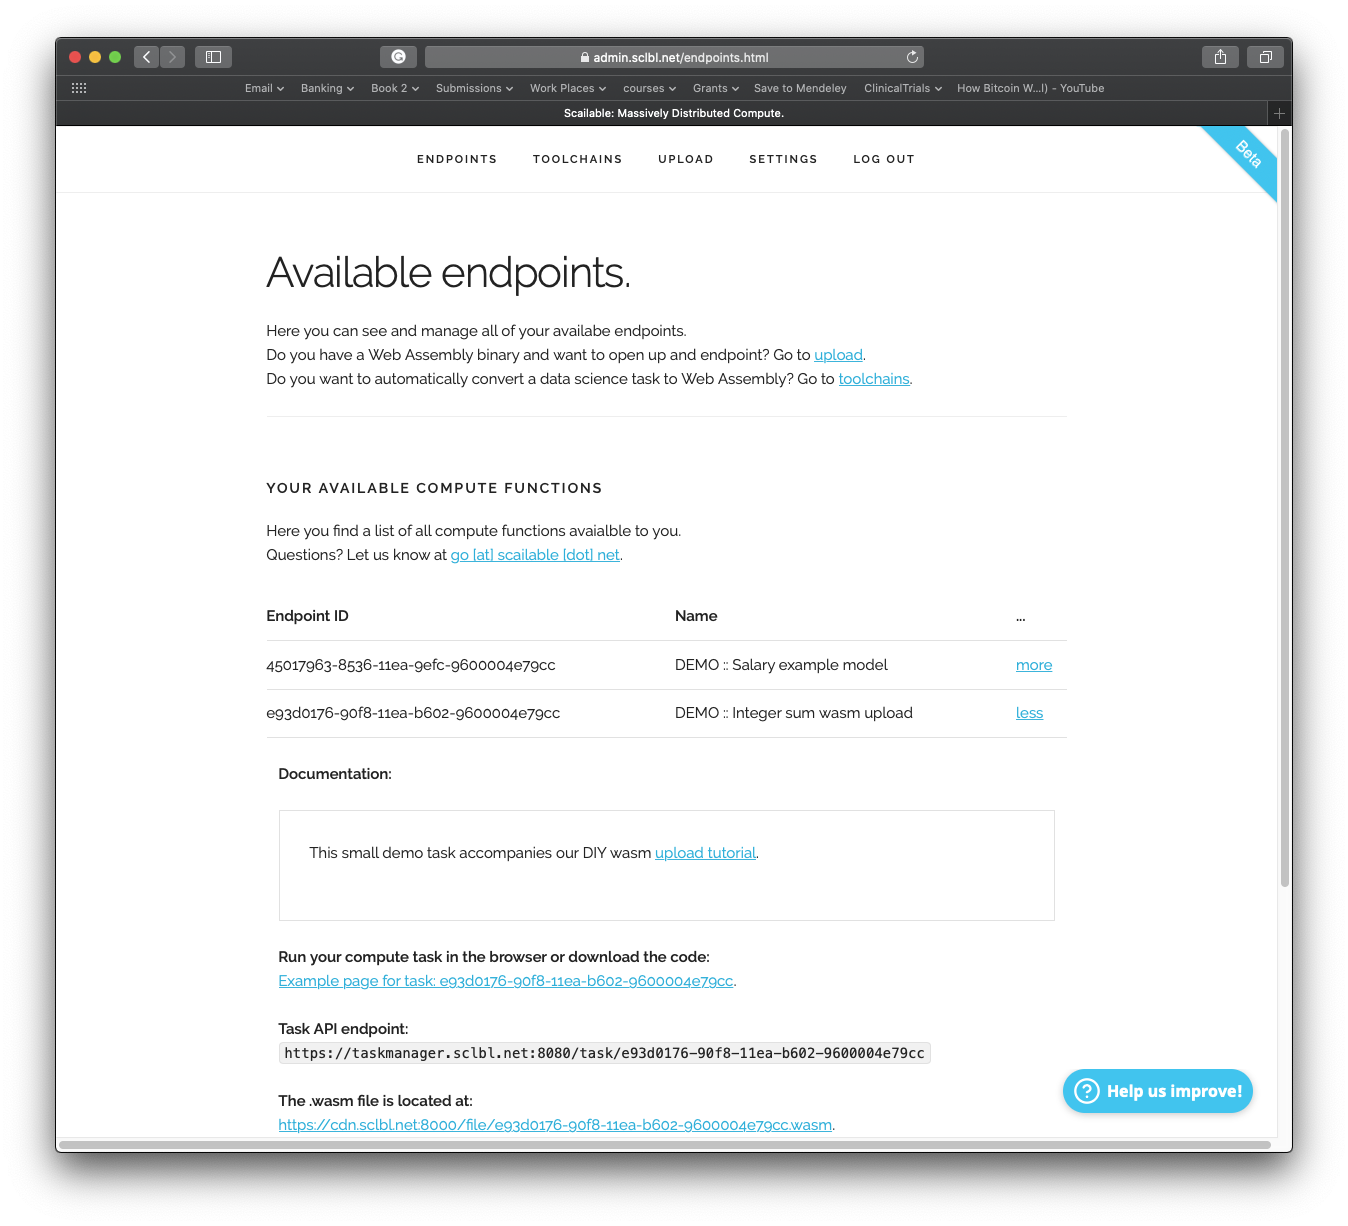 admin.sclbl.net/endpoints.html
Email Banking Book 2 Submissions Work Places courses Grants Save to Mendeley ClinicalTrials How Bitcoin W...l) - YouTube
Scailable: Massively Distributed Compute.
ENDPOINTS TOOLCHAINS UPLOAD SETTINGS LOG OUT
Beta
Available endpoints.
Here you can see and manage all of your availabe endpoints.
Do you have a Web Assembly binary and want to open up and endpoint? Go to upload.
Do you want to automatically convert a data science task to Web Assembly? Go to toolchains.
YOUR AVAILABLE COMPUTE FUNCTIONS
Here you find a list of all compute functions avaialble to you.
Questions? Let us know at go [at] scailable [dot] net.
Endpoint ID Name ...
45017963-8536-11ea-9efc-9600004e79cc DEMO :: Salary example model more
e93d0176-90f8-11ea-b602-9600004e79cc DEMO :: Integer sum wasm upload less
Documentation:
This small demo task accompanies our DIY wasm upload tutorial.
Run your compute task in the browser or download the code:
Example page for task: e93d0176-90f8-11ea-b602-9600004e79cc.
Task API endpoint:
https://taskmanager.sclbl.net:8080/task/e93d0176-90f8-11ea-b602-9600004e79cc
The .wasm file is located at:
https://cdn.sclbl.net:8000/file/e93d0176-90f8-11ea-b602-9600004e79cc.wasm.
Help us improve!